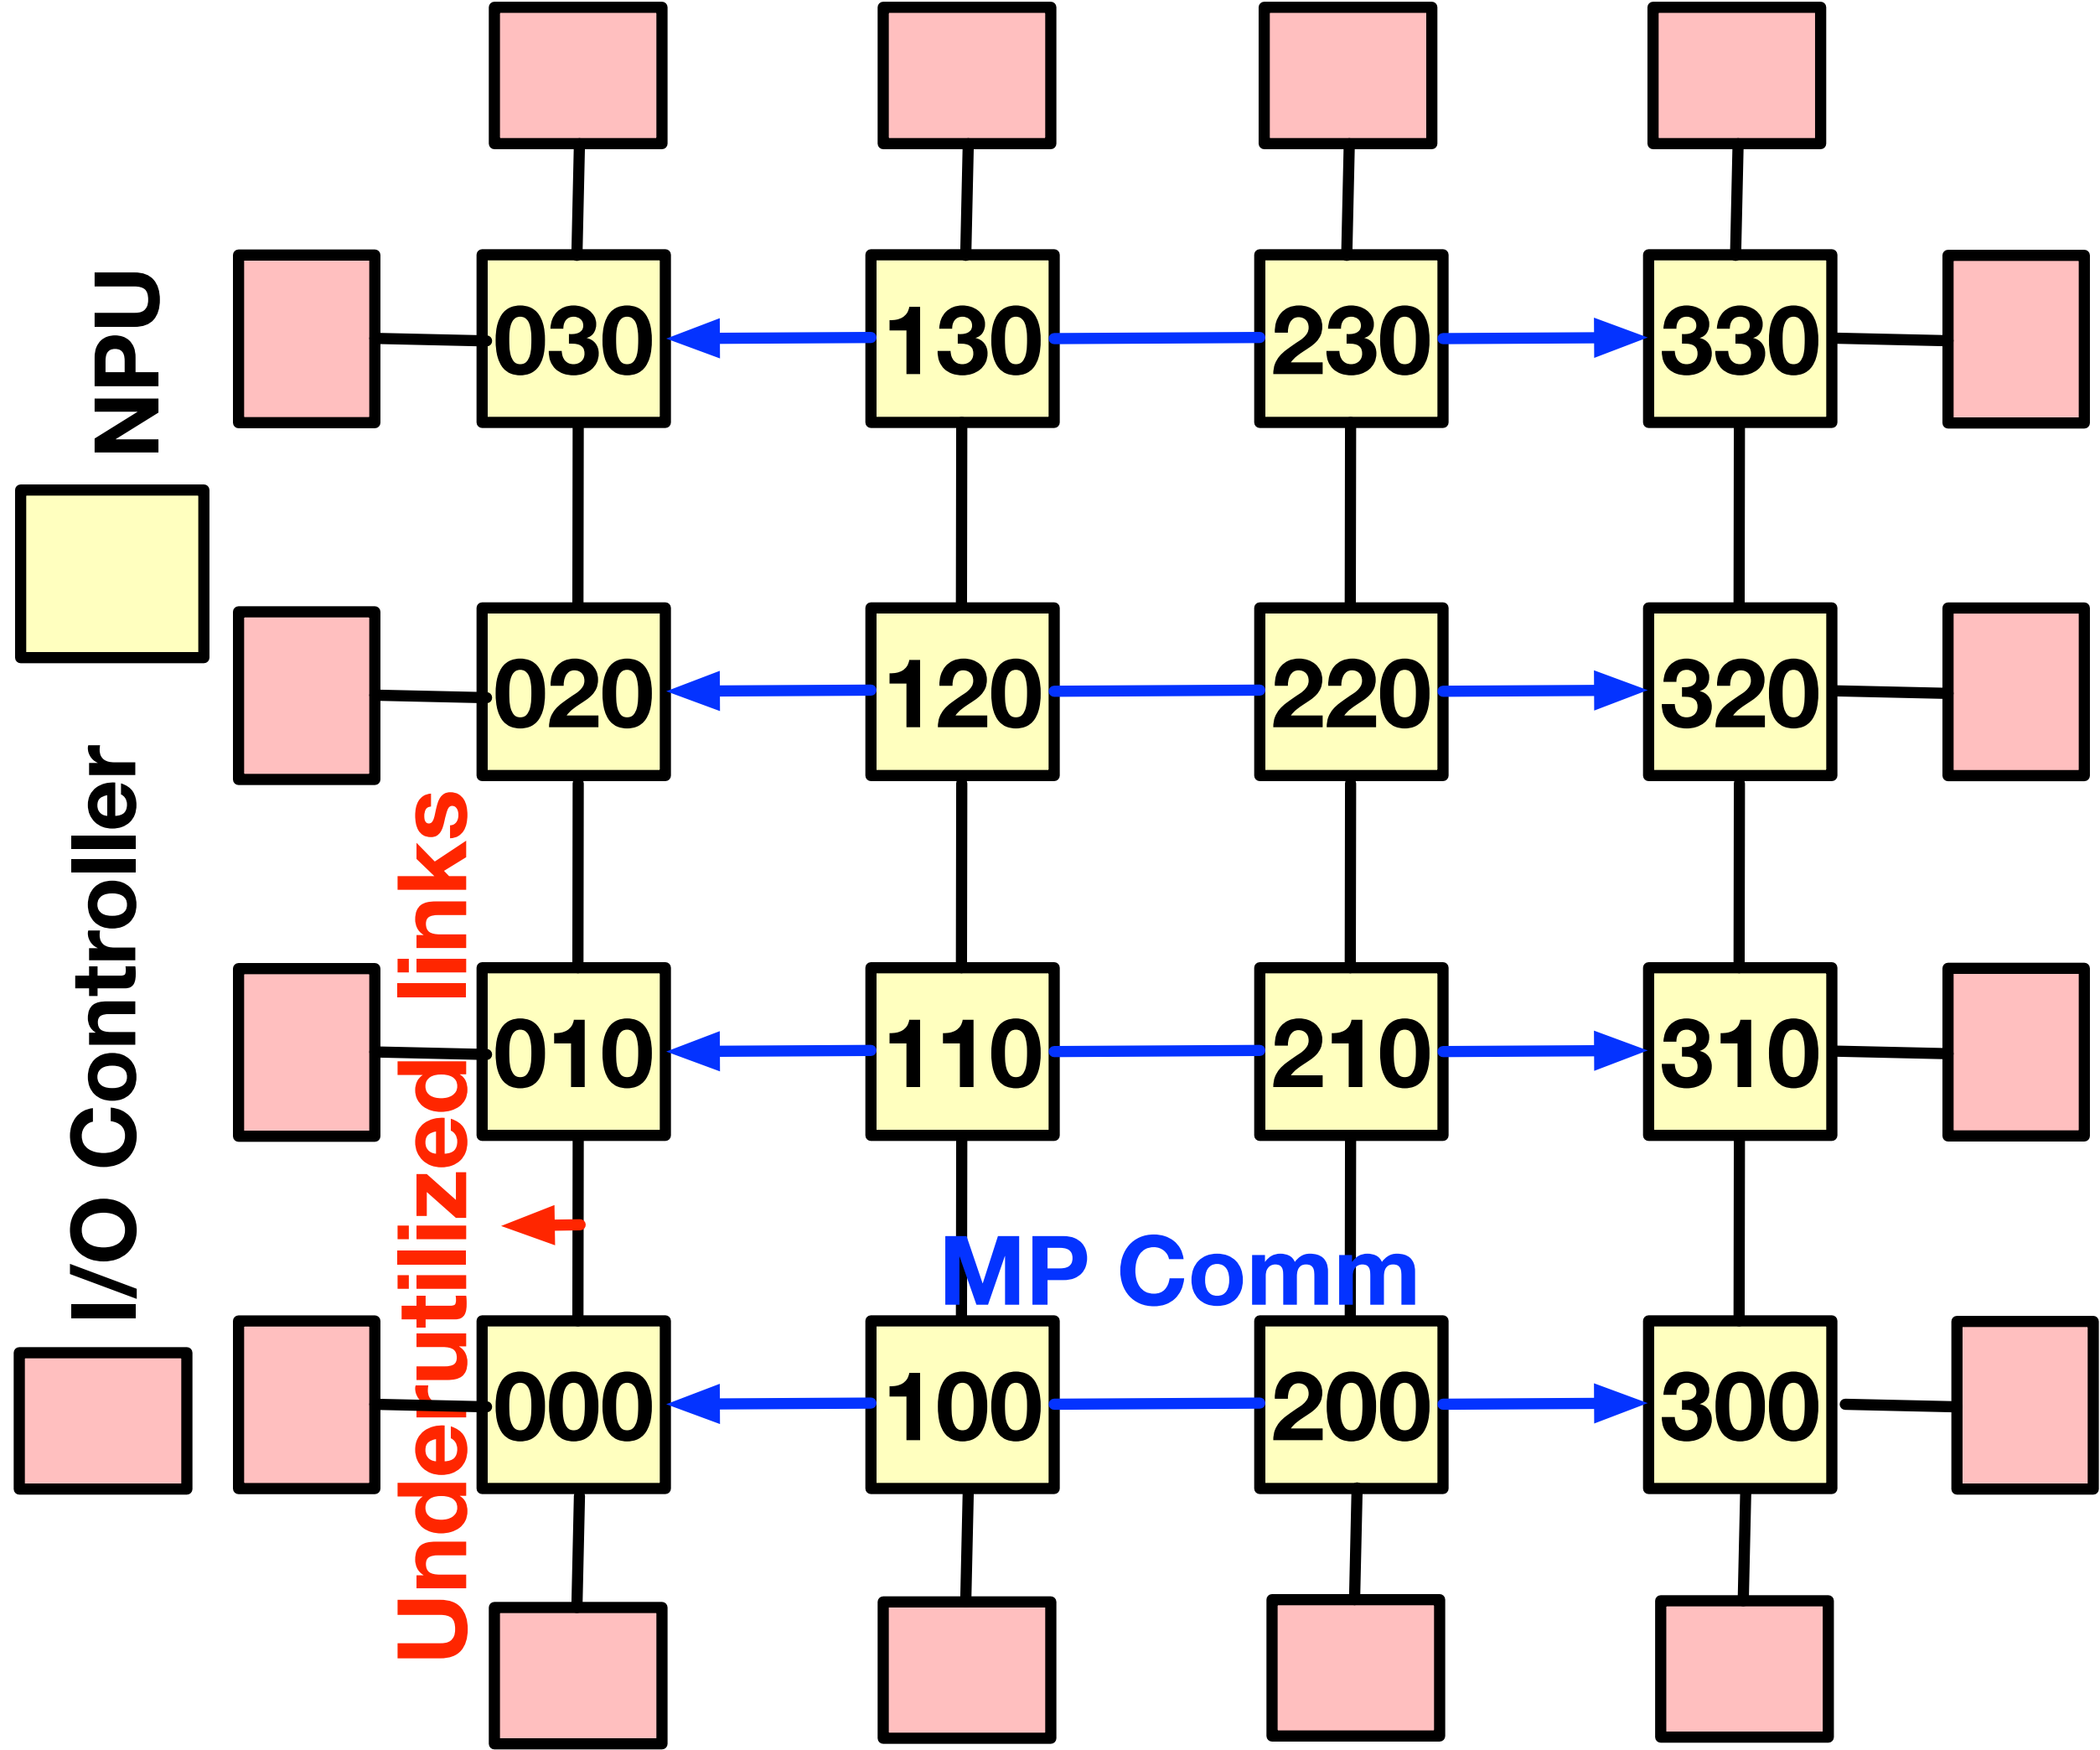 NPU
I/O Controller
Underutilized links
030 130 230 330
020 120 220 320
010 110 210 310
MP Comm
000 100 200 300